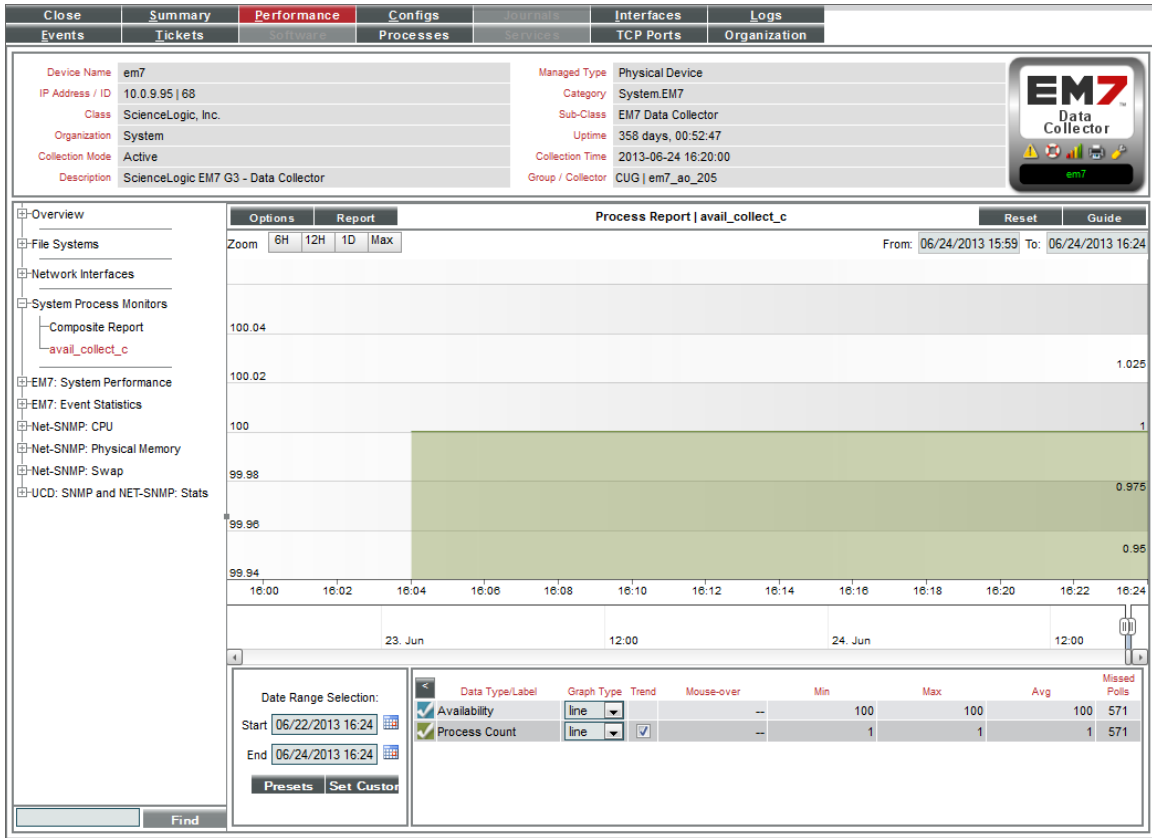 Close Summary Performance Configs Journals Interfaces Logs
Events Tickets Software Processes Services TCP Ports Organization
Device Name em7 Managed Type Physical Device
IP Address / ID 10.0.9.95 | 68 Category System.EM7
Class ScienceLogic, Inc. Sub-Class EM7 Data Collector
Organization System Uptime 358 days, 00:52:47
Collection Mode Active Collection Time 2013-06-24 16:20:00
Description ScienceLogic EM7 G3 - Data Collector Group / Collector CUG | em7_ao_205
EM7 ™
Data
Collector
em7
Overview
File Systems
Network Interfaces
System Process Monitors
Composite Report
avail_collect_c
EM7: System Performance
EM7: Event Statistics
Net-SNMP: CPU
Net-SNMP: Physical Memory
Net-SNMP: Swap
UCD: SNMP and NET-SNMP: Stats
Find
Options Report Process Report | avail_collect_c Reset Guide
Zoom 6H 12H 1D Max From: 06/24/2013 15:59 To: 06/24/2013 16:24
100.04
1.025
100.02
100 1
99.98
0.975
99.96
0.95
99.94
16:00 16:02 16:04 16:06 16:08 16:10 16:12 16:14 16:16 16:18 16:20 16:22 16:24
23. Jun 12:00 24. Jun 12:00
Date Range Selection:
Start 06/22/2013 16:24
End 06/24/2013 16:24
Presets Set Custor
< Data Type/Label Graph Type Trend Mouse-over Min Max Avg Missed Polls
Availability line -- 100 100 100 571
Process Count line -- 1 1 1 571